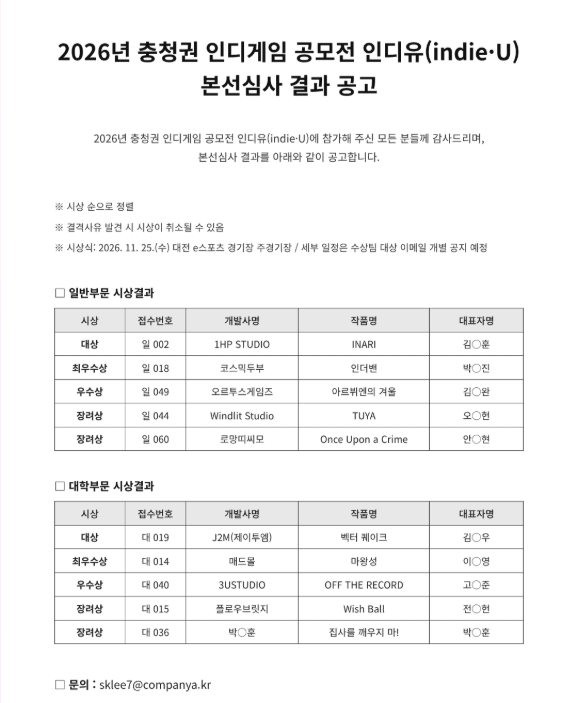 2026년 충청권 인디게임 공모전 인디유(indie·U)
본선심사 결과 공고
2026년 충청권 인디게임 공모전 인디유(indie·U)에 참가해 주신 모든 분들께 감사드리며,
본선심사 결과를 아래와 같이 공고합니다.
※ 시상 순으로 정렬
※ 결격사유 발견 시 시상이 취소될 수 있음
※ 시상식: 2026. 11. 25.(수) 대전 e스포츠 경기장 주경기장 / 세부 일정은 수상팀 대상 이메일 개별 공지 예정
□ 일반부문 시상결과
시상 접수번호 개발사명 작품명 대표자명
대상 일 002 1HP STUDIO INARI 김○훈
최우수상 일 018 코스믹두부 인더밴 박○진
우수상 일 049 오르투스게임즈 아르뷔엔의 겨울 김○완
장려상 일 044 Windlit Studio TUYA 오○현
장려상 일 060 로망띠씨모 Once Upon a Crime 안○현
□ 대학부문 시상결과
시상 접수번호 개발사명 작품명 대표자명
대상 대 019 J2M(제이투엠) 벡터 퀘이크 김○우
최우수상 대 014 매드물 마왕성 이○영
우수상 대 040 3USTUDIO OFF THE RECORD 고○준
장려상 대 015 플로우브릿지 Wish Ball 전○현
장려상 대 036 박○훈 집사를 깨우지 마! 박○훈
□ 문의 : sklee7@companya.kr